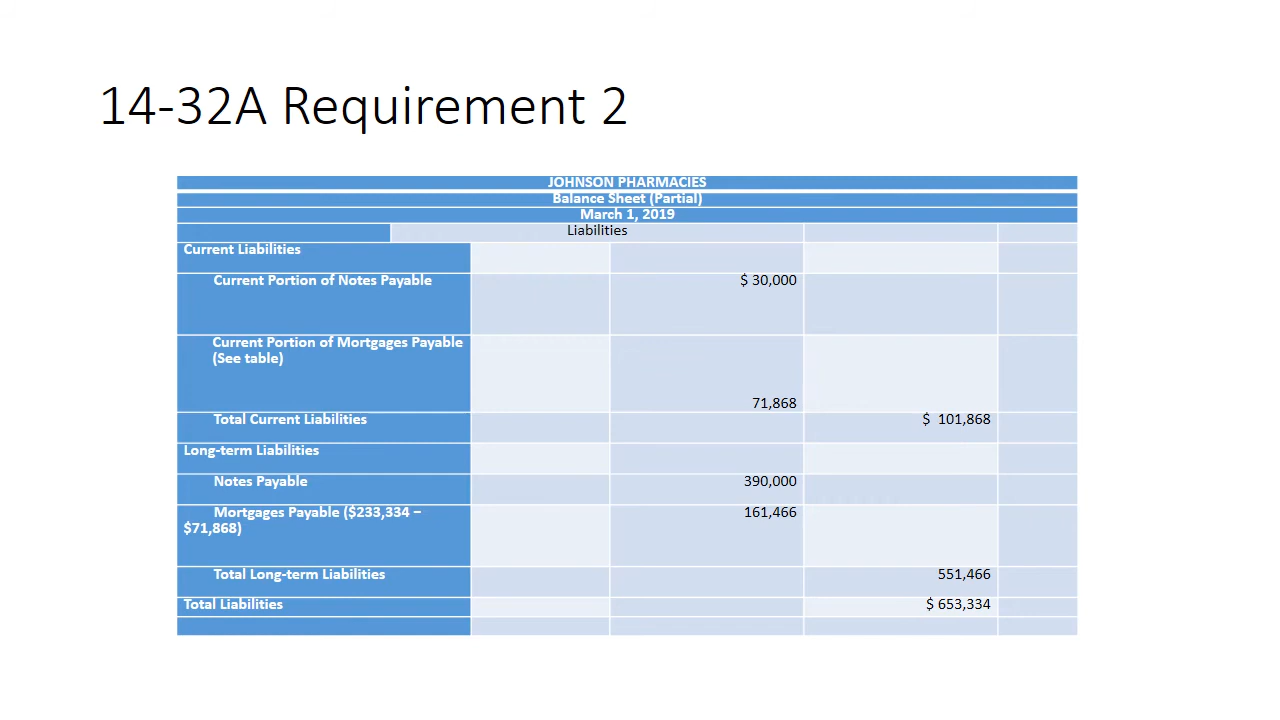 14-32A Requirement 2
JOHNSON PHARMACIES
Balance Sheet (Partial)
March 1, 2019
Liabilities
Current Liabilities
Current Portion of Notes Payable $ 30,000
Current Portion of Mortgages Payable
(See table)
71,868
Total Current Liabilities $ 101,868
Long-term Liabilities
Notes Payable 390,000
Mortgages Payable ($233,334 – 161,466
$71,868)
Total Long-term Liabilities 551,466
Total Liabilities $ 653,334